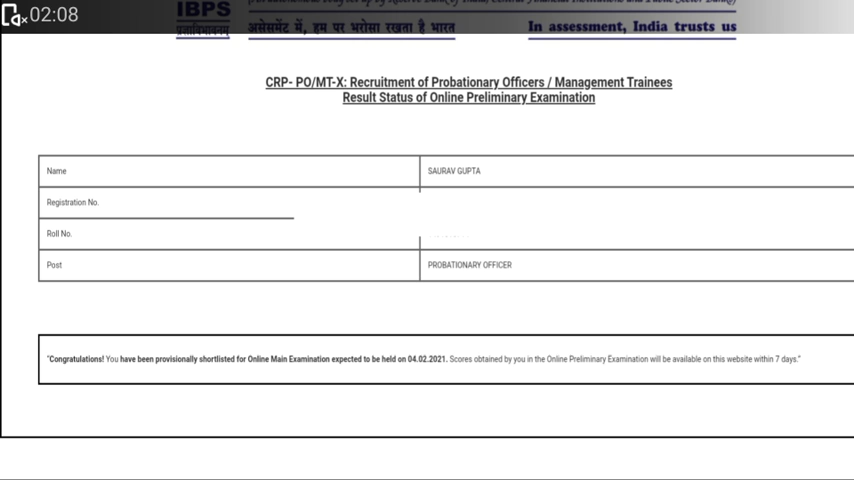 02:08
IBPS
असेसमेंट में, हम पर भरोसा रखता है भारत
In assessment, India trusts us
CRP- PO/MT-X: Recruitment of Probationary Officers / Management Trainees
Result Status of Online Preliminary Examination
Name SAURAV GUPTA
Registration No.
Roll No.
Post PROBATIONARY OFFICER
"Congratulations! You have been provisionally shortlisted for Online Main Examination expected to be held on 04.02.2021. Scores obtained by you in the Online Preliminary Examination will be available on this website within 7 days."